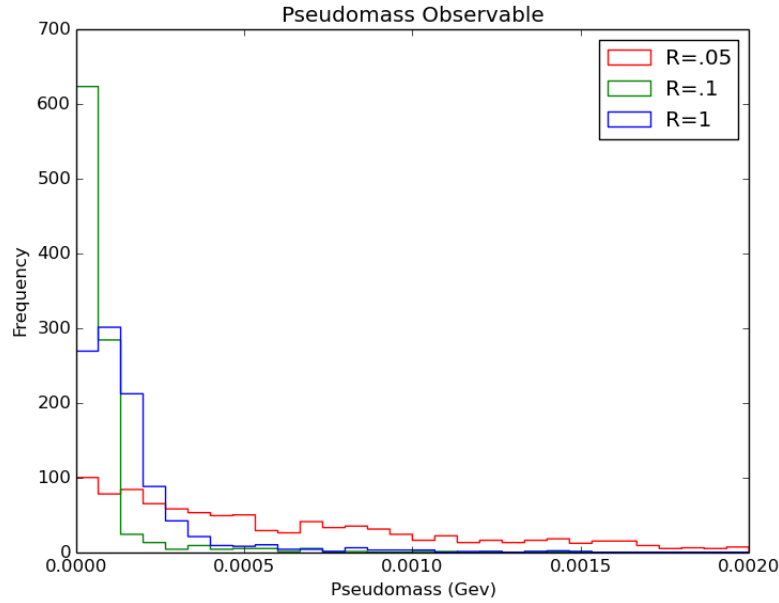 Pseudomass Observable
700
600
500
400
300
200
100
0
Frequency
R=.05
R=.1
R=1
0.0000
0.0005
0.0010
0.0015
0.0020
Pseudomass (Gev)